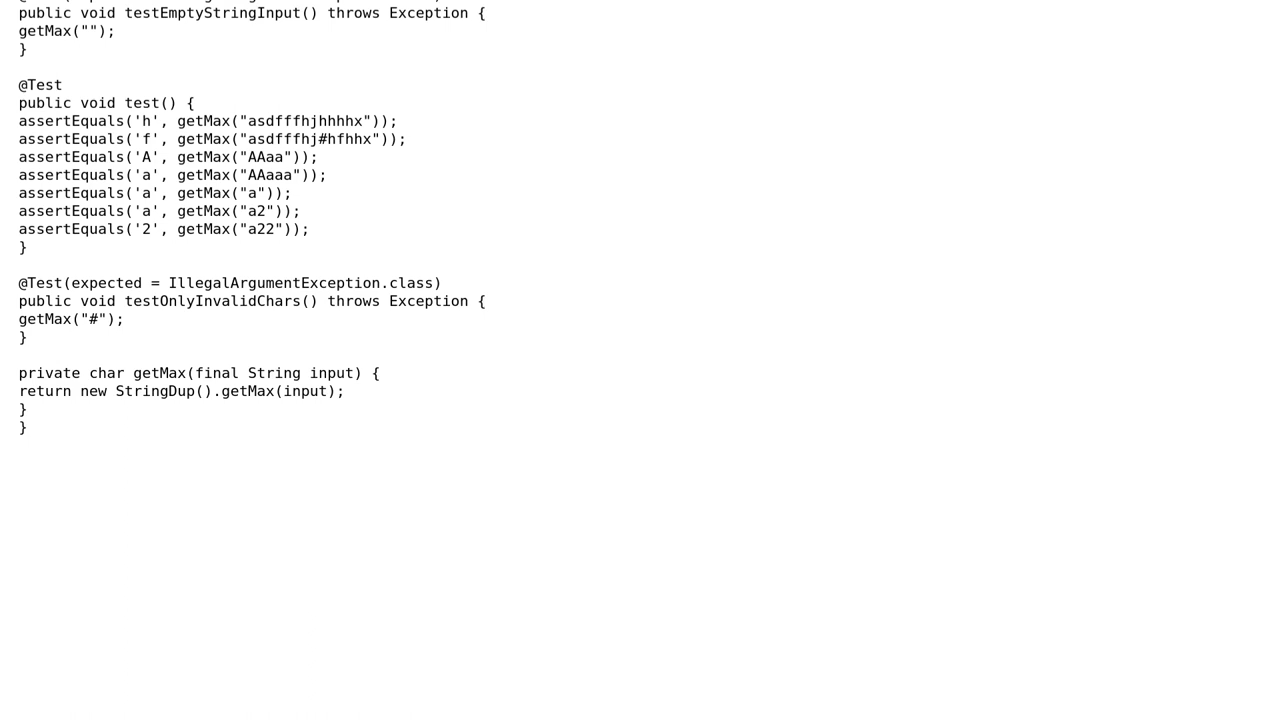 public void testEmptyStringInput() throws Exception {
getMax("");
}

@Test
public void test() {
assertEquals('h', getMax("asdfffhjhhhhx"));
assertEquals('f', getMax("asdfffhj#hfhhx"));
assertEquals('A', getMax("AAaa"));
assertEquals('a', getMax("AAaaa"));
assertEquals('a', getMax("a"));
assertEquals('a', getMax("a2"));
assertEquals('2', getMax("a22"));
}

@Test(expected = IllegalArgumentException.class)
public void testOnlyInvalidChars() throws Exception {
getMax("#");
}

private char getMax(final String input) {
return new StringDup().getMax(input);
}
}